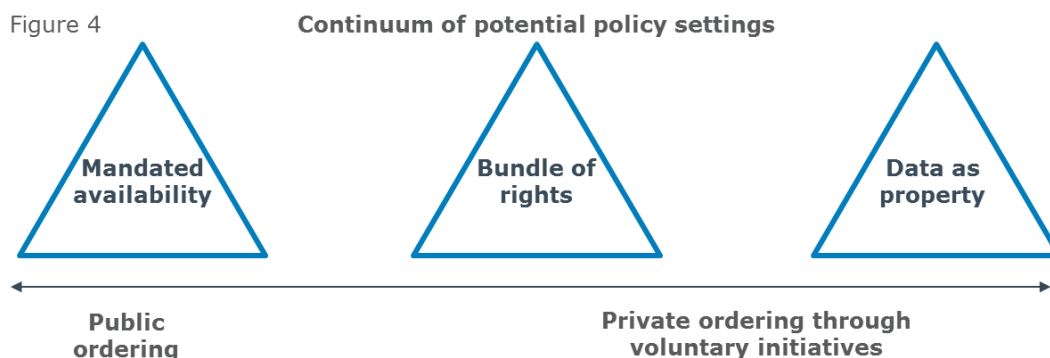 Figure 4
Continuum of potential policy settings
Mandated
availability
Bundle of
rights
Data as
property
Public
ordering
Private ordering through
voluntary initiatives